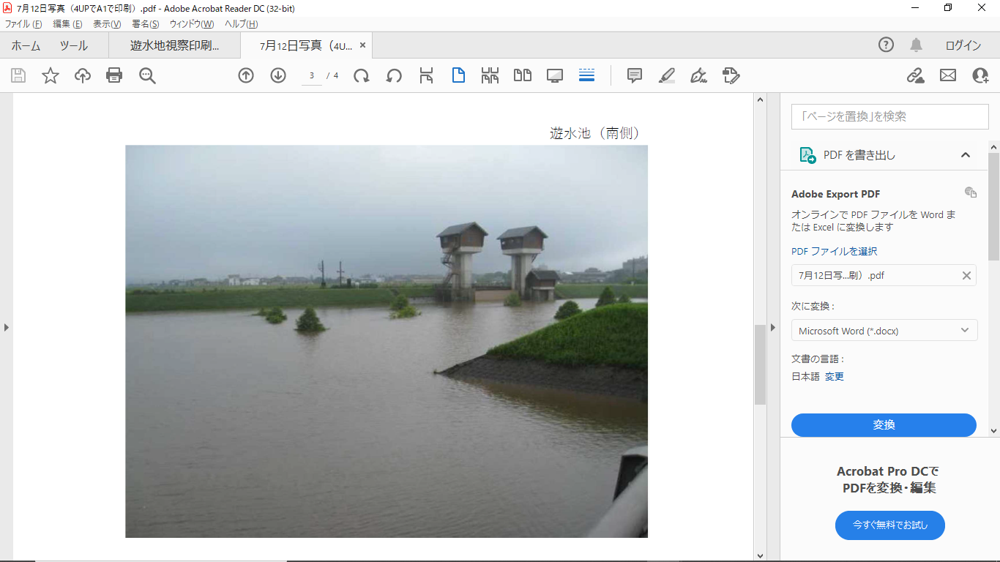 7月12日写真（4UPでA1で印刷）.pdf - Adobe Acrobat Reader DC (32-bit)
ファイル(F) 編集(E) 表示(V) 署名(S) ウィンドウ(W) ヘルプ(H)
ホーム ツール 遊水地視察印刷... 7月12日写真（4U... × ログイン
3 / 4
遊水池（南側）
「ページを置換」を検索
PDF を書き出し
Adobe Export PDF
オンラインで PDF ファイルを Word ま
たは Excel に変換します
PDF ファイルを選択
7月12日写...刷）.pdf
次に変換 :
Microsoft Word (*.docx)
文書の言語 :
日本語 変更
変換
Acrobat Pro DCで
PDFを変換・編集
今すぐ無料でお試し